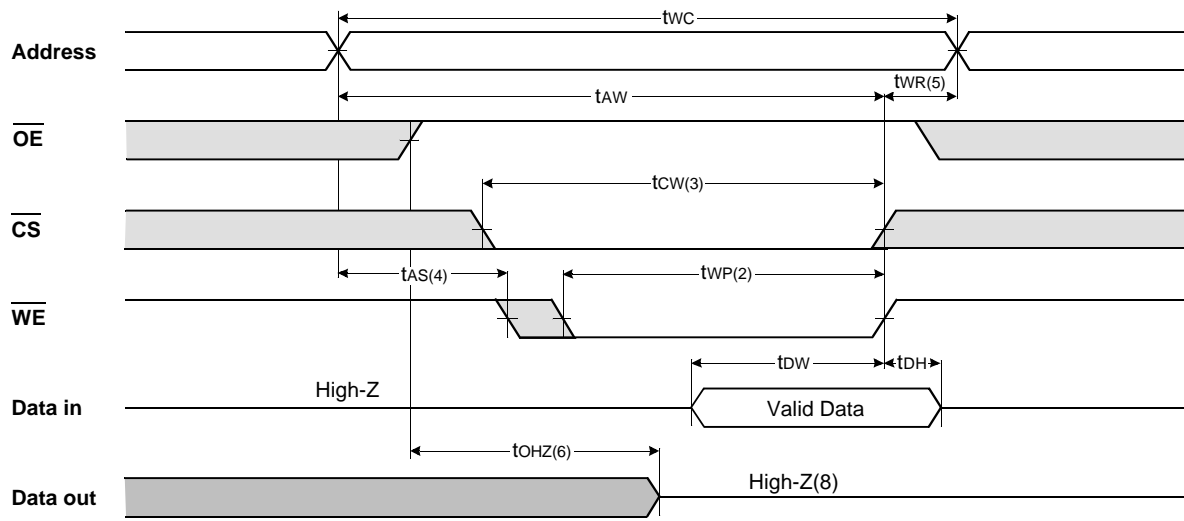 tWC
Address
tWR(5)
tAW
OE
tCW(3)
CS
tAS(4)
tWP(2)
WE
tDW
tDH
High-Z
Data in
Valid Data
tOHZ(6)
High-Z(8)
Data out